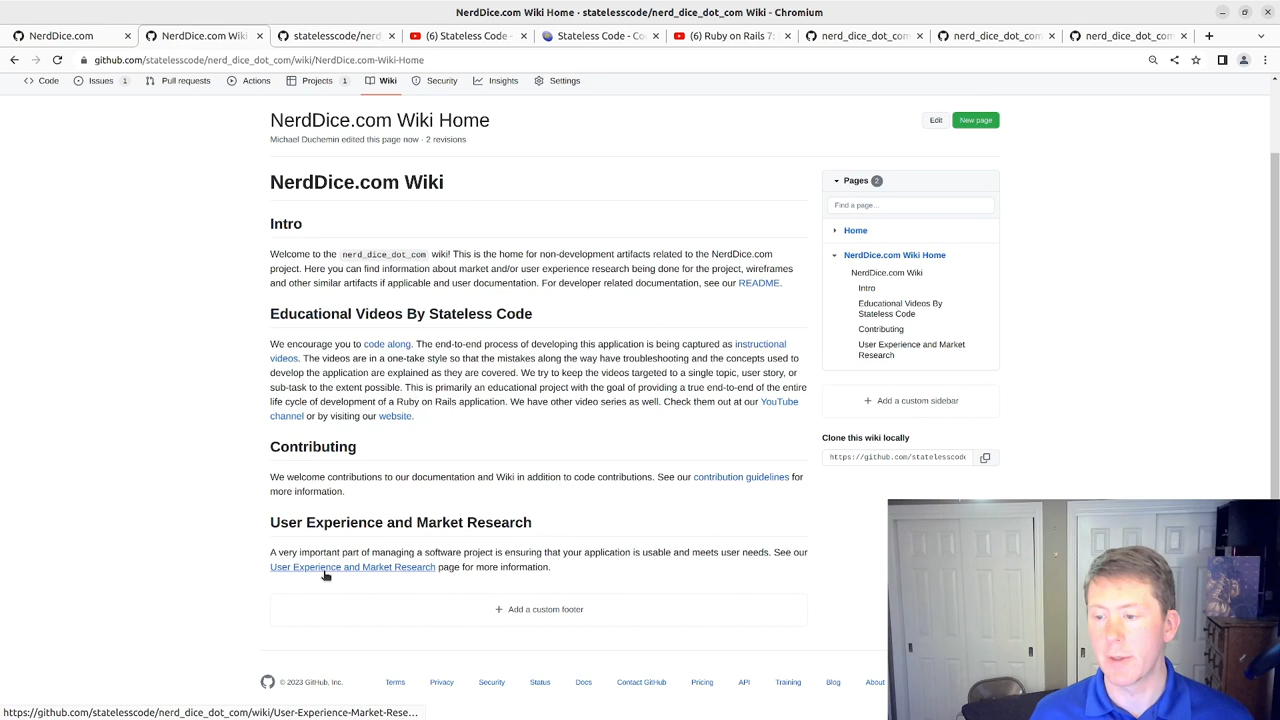 NerdDice.com Wiki Home · statelesscode/nerd_dice_dot_com Wiki - Chromium
NerdDice.com
NerdDice.com Wiki
statelesscode/nerd
(6) Stateless Code -
Stateless Code - Co
(6) Ruby on Rails 7:
nerd_dice_dot_com
nerd_dice_dot_com
nerd_dice_dot_com
github.com/statelesscode/nerd_dice_dot_com/wiki/NerdDice.com-Wiki-Home
Code
Issues 1
Pull requests
Actions
Projects 1
Wiki
Security
Insights
Settings
NerdDice.com Wiki Home
Edit
New page
Michael Duchemin edited this page now · 2 revisions
NerdDice.com Wiki
Intro
Welcome to the nerd_dice_dot_com wiki! This is the home for non-development artifacts related to the NerdDice.com
project. Here you can find information about market and/or user experience research being done for the project, wireframes
and other similar artifacts if applicable and user documentation. For developer related documentation, see our README.
Educational Videos By Stateless Code
We encourage you to code along. The end-to-end process of developing this application is being captured as instructional
videos. The videos are in a one-take style so that the mistakes along the way have troubleshooting and the concepts used to
develop the application are explained as they are covered. We try to keep the videos targeted to a single topic, user story, or
sub-task to the extent possible. This is primarily an educational project with the goal of providing a true end-to-end of the entire
life cycle of development of a Ruby on Rails application. We have other video series as well. Check them out at our YouTube
channel or by visiting our website.
Contributing
We welcome contributions to our documentation and Wiki in addition to code contributions. See our contribution guidelines for
more information.
User Experience and Market Research
A very important part of managing a software project is ensuring that your application is usable and meets user needs. See our
User Experience and Market Research page for more information.
Add a custom footer
Pages 2
Find a page...
Home
NerdDice.com Wiki Home
NerdDice.com Wiki
Intro
Educational Videos By
Stateless Code
Contributing
User Experience and Market
Research
Add a custom sidebar
Clone this wiki locally
https://github.com/statelesscode
© 2023 GitHub, Inc.
Terms
Privacy
Security
Status
Docs
Contact GitHub
Pricing
API
Training
Blog
About
https://github.com/statelesscode/nerd_dice_dot_com/wiki/User-Experience-Market-Rese...